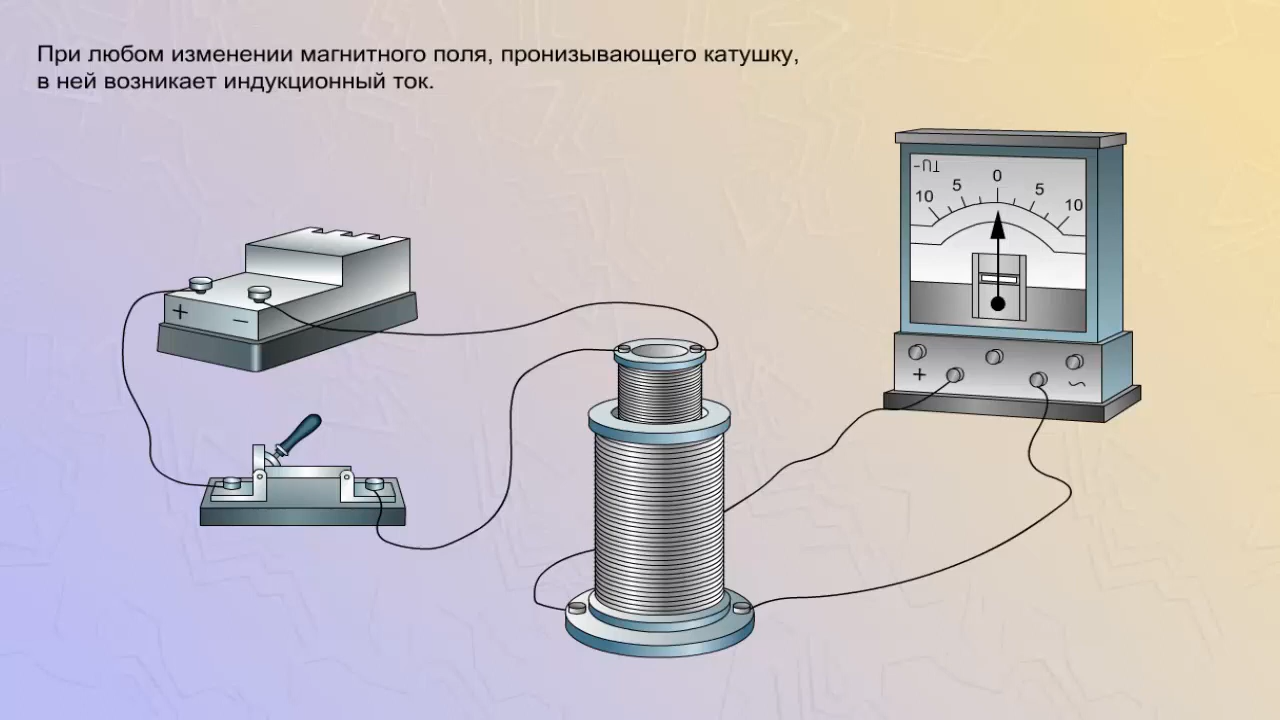 При любом изменении магнитного поля, пронизывающего катушку,
в ней возникает индукционный ток.
10 5 0 5 10
+ −
+ ~